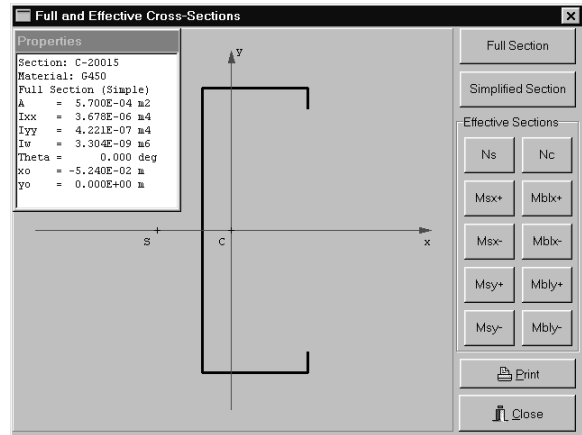 Full and Effective Cross-Sections
Properties
Section: C-20015
Material: G450
Full Section (Simple)
A = 5.700E-04 m2
Ixx = 3.678E-06 m4
Iyy = 4.221E-07 m4
Iw = 3.304E-09 m6
Theta = 0.000 deg
xo = -5.240E-02 m
yo = 0.000E+00 m
y
S
C
x
Full Section
Simplified Section
Effective Sections
Ns
Nc
Msx+
Mblx+
Msx-
Mblx-
Msy+
Mbly+
Msy-
Mbly-
Print
Close